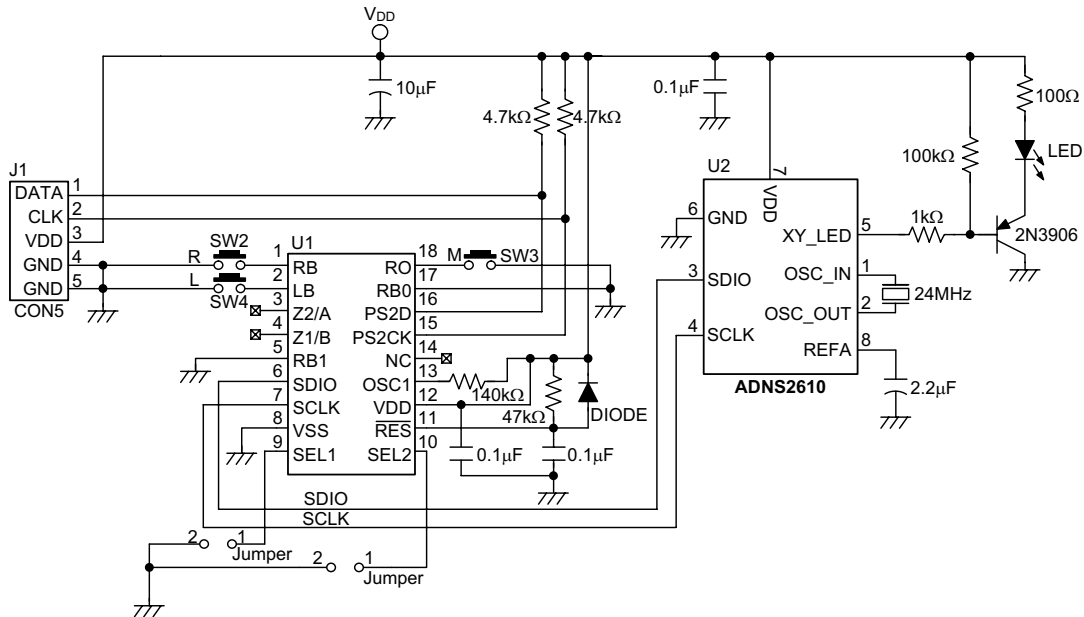 VDD
10µF
0.1µF
4.7kΩ
4.7kΩ
100Ω
LED
100kΩ
J1
DATA 1
CLK 2
VDD 3
GND 4
GND 5
CON5
R SW2
L SW4
U1
1 RB
2 LB
3 Z2/A
4 Z1/B
5 RB1
6 SDIO
7 SCLK
8 VSS
9 SEL1
RO 18
RB0 17
PS2D 16
PS2CK 15
NC 14
OSC1 13
VDD 12
RES 11
SEL2 10
M SW3
140kΩ
47kΩ
DIODE
0.1µF
0.1µF
SDIO
SCLK
2 1
Jumper
2 1
Jumper
U2
7
VDD
6 GND
3 SDIO
4 SCLK
XY_LED 5
OSC_IN 1
OSC_OUT 2
REFA 8
ADNS2610
1kΩ
2N3906
24MHz
2.2µF